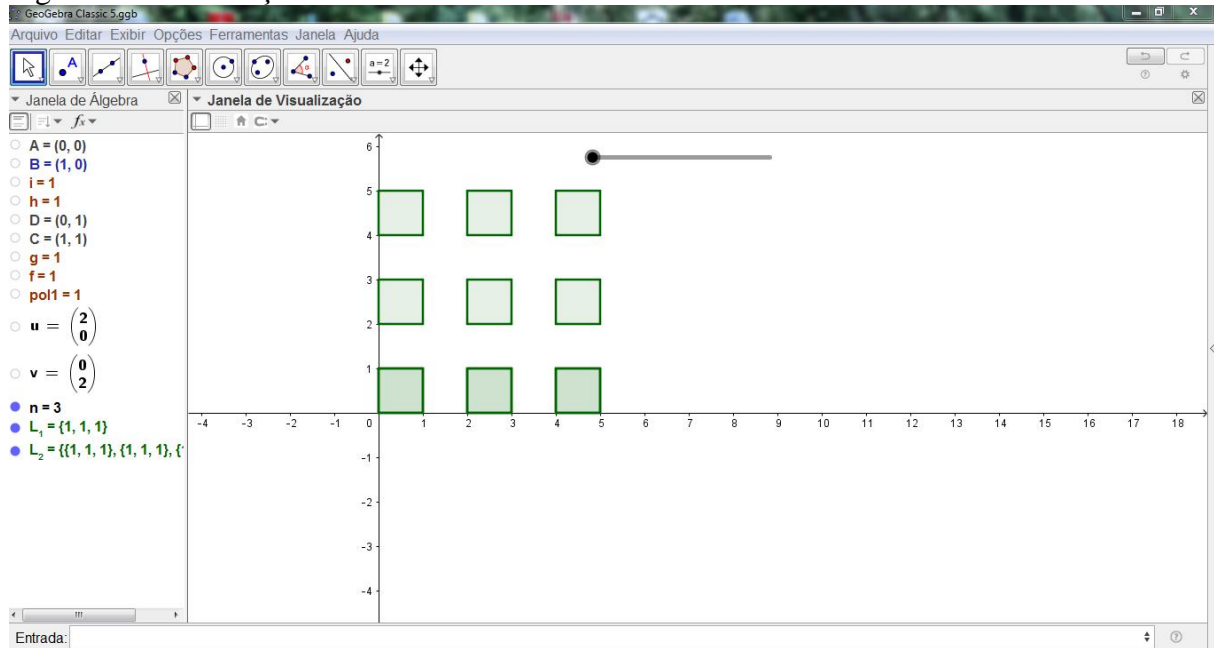 GeoGebra Classic 5.ggb
Arquivo Editar Exibir Opções Ferramentas Janela Ajuda
A
α
a = 2
Janela de Álgebra
Janela de Visualização
fx
A = (0, 0)
B = (1, 0)
i = 1
h = 1
D = (0, 1)
C = (1, 1)
g = 1
f = 1
pol1 = 1
u = (2 0)
v = (0 2)
n = 3
L₁ = {1, 1, 1}
L₂ = {{1, 1, 1}, {1, 1, 1}, {
6
5
4
3
2
1
-4 -3 -2 -1 0 1 2 3 4 5 6 7 8 9 10 11 12 13 14 15 16 17 18
-1
-2
-3
-4
Entrada: